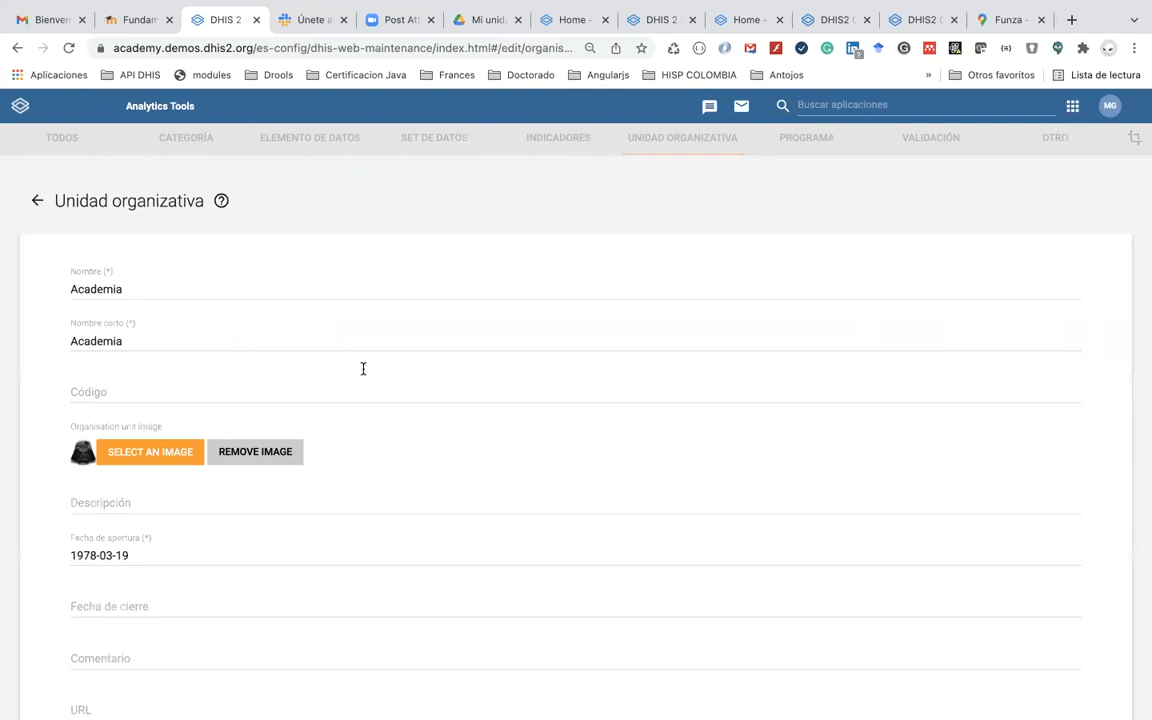 Bienven
Fundam
DHIS 2
Únete a
Post Att
Mi unida
Home -
DHIS 2
Home -
DHIS2 C
DHIS2 C
Funza -
academy.demos.dhis2.org/es-config/dhis-web-maintenance/index.html#/edit/organis...
Aplicaciones
API DHIS
modules
Drools
Certificacion Java
Frances
Doctorado
Angularjs
HISP COLOMBIA
Antojos
»
Otros favoritos
Lista de lectura
Analytics Tools
Buscar aplicaciones
MG
TODOS
CATEGORÍA
ELEMENTO DE DATOS
SET DE DATOS
INDICADORES
UNIDAD ORGANIZATIVA
PROGRAMA
VALIDACIÓN
OTRO
Unidad organizativa
Nombre (*)
Academia
Nombre corto (*)
Academia
Código
Organisation unit image
SELECT AN IMAGE
REMOVE IMAGE
Descripción
Fecha de apertura (*)
1978-03-19
Fecha de cierre
Comentario
URL